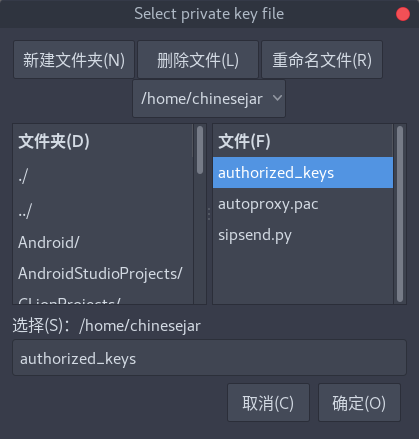 Select private key file
新建文件夹(N) 删除文件(L) 重命名文件(R)
/home/chinesejar
文件夹(D)
./
../
Android/
AndroidStudioProjects/
CLionProjects/
文件(F)
authorized_keys
autoproxy.pac
sipsend.py
选择(S)：/home/chinesejar
authorized_keys
取消(C) 确定(O)